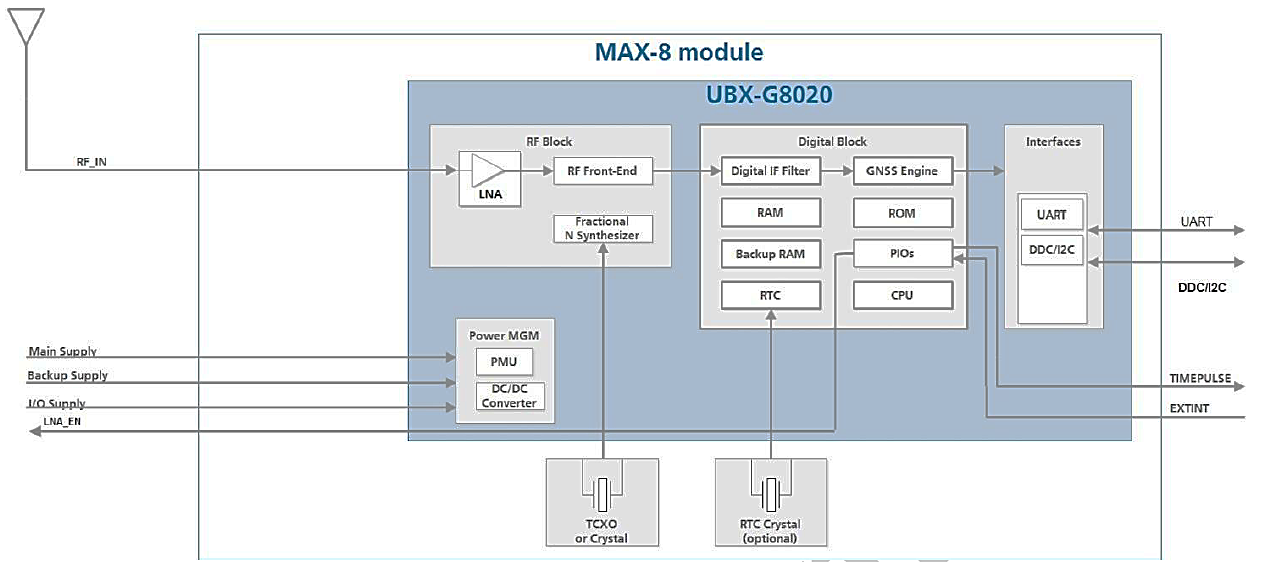 MAX-8 module
UBX-G8020
RF Block
Digital Block
Interfaces
RF_IN
LNA
RF Front-End
Digital IF Filter
GNSS Engine
Fractional
N Synthesizer
RAM
ROM
UART
UART
Backup RAM
PIOs
DDC/I2C
DDC/I2C
RTC
CPU
Power MGM
PMU
DC/DC
Converter
Main Supply
Backup Supply
I/O Supply
LNA_EN
TIMEPULSE
EXTINT
TCXO
or Crystal
RTC Crystal
(optional)